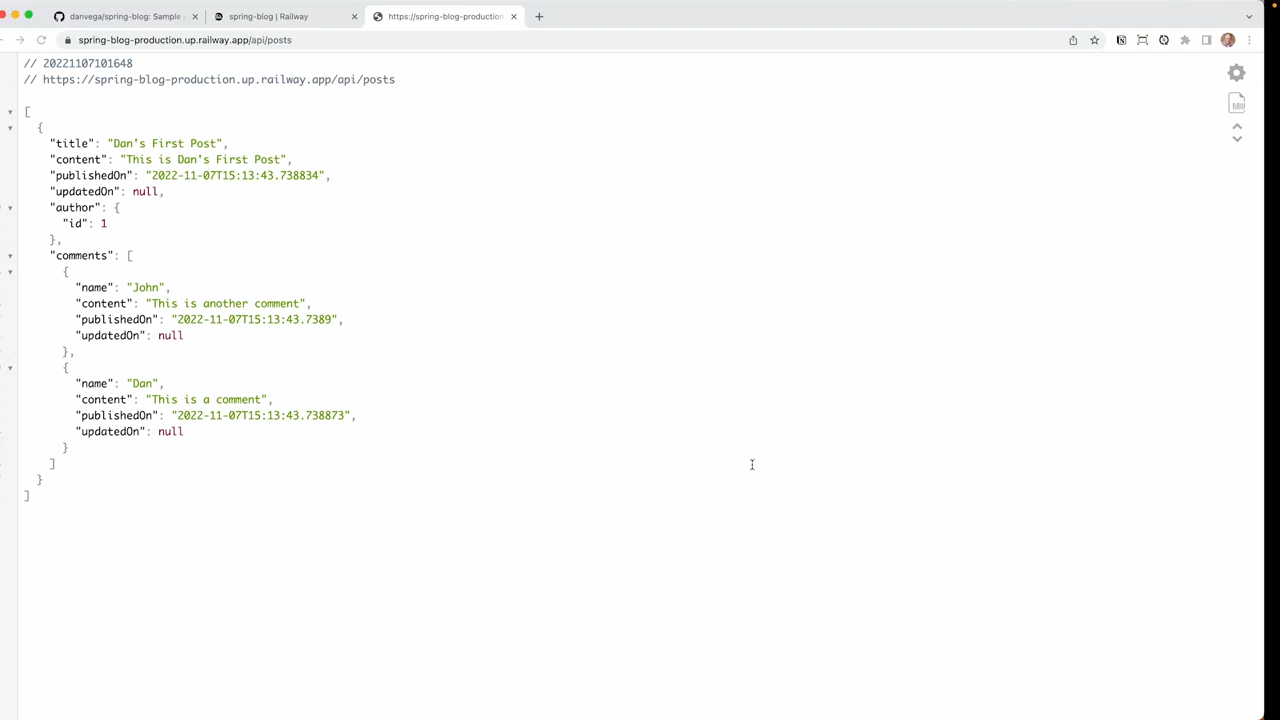 danvega/spring-blog: Sample
spring-blog | Railway
https://spring-blog-production
spring-blog-production.up.railway.app/api/posts
// 20221107101648
// https://spring-blog-production.up.railway.app/api/posts
[
{
"title": "Dan's First Post",
"content": "This is Dan's First Post",
"publishedOn": "2022-11-07T15:13:43.738834",
"updatedOn": null,
"author": {
"id": 1
},
"comments": [
{
"name": "John",
"content": "This is another comment",
"publishedOn": "2022-11-07T15:13:43.7389",
"updatedOn": null
},
{
"name": "Dan",
"content": "This is a comment",
"publishedOn": "2022-11-07T15:13:43.738873",
"updatedOn": null
}
]
}
]